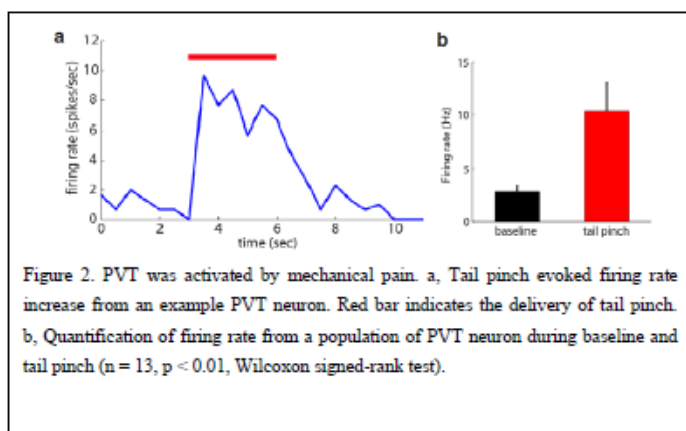 a
b
12
10
8
6
4
2
0
firing rate (spikes/sec)
0
2
4
6
8
10
time (sec)
15
10
5
0
Firing rate (Hz)
baseline
tail pinch
Figure 2. PVT was activated by mechanical pain. a, Tail pinch evoked firing rate
increase from an example PVT neuron. Red bar indicates the delivery of tail pinch.
b, Quantification of firing rate from a population of PVT neuron during baseline and
tail pinch (n = 13, p < 0.01, Wilcoxon signed-rank test).